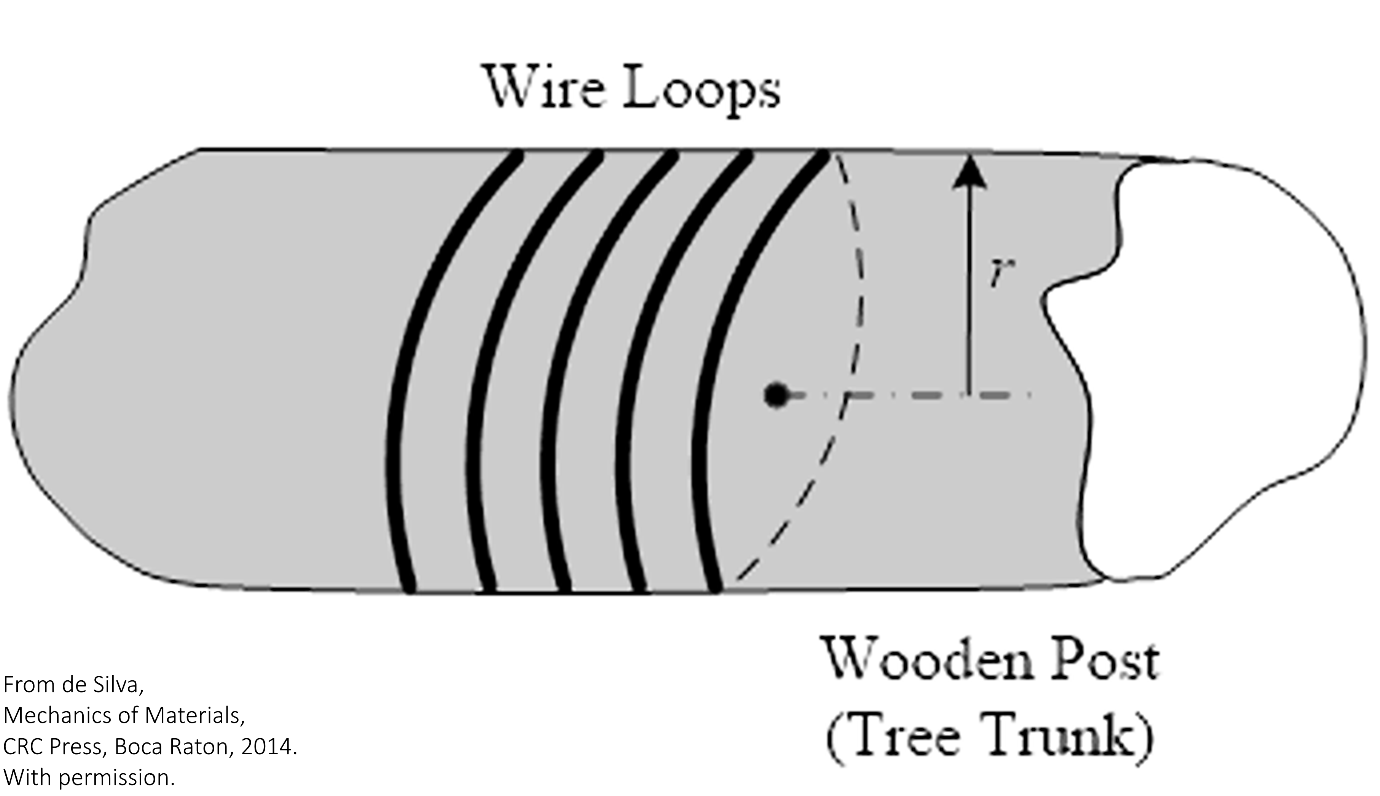 Wire Loops
r
Wooden Post
(Tree Trunk)
From de Silva,
Mechanics of Materials,
CRC Press, Boca Raton, 2014.
With permission.